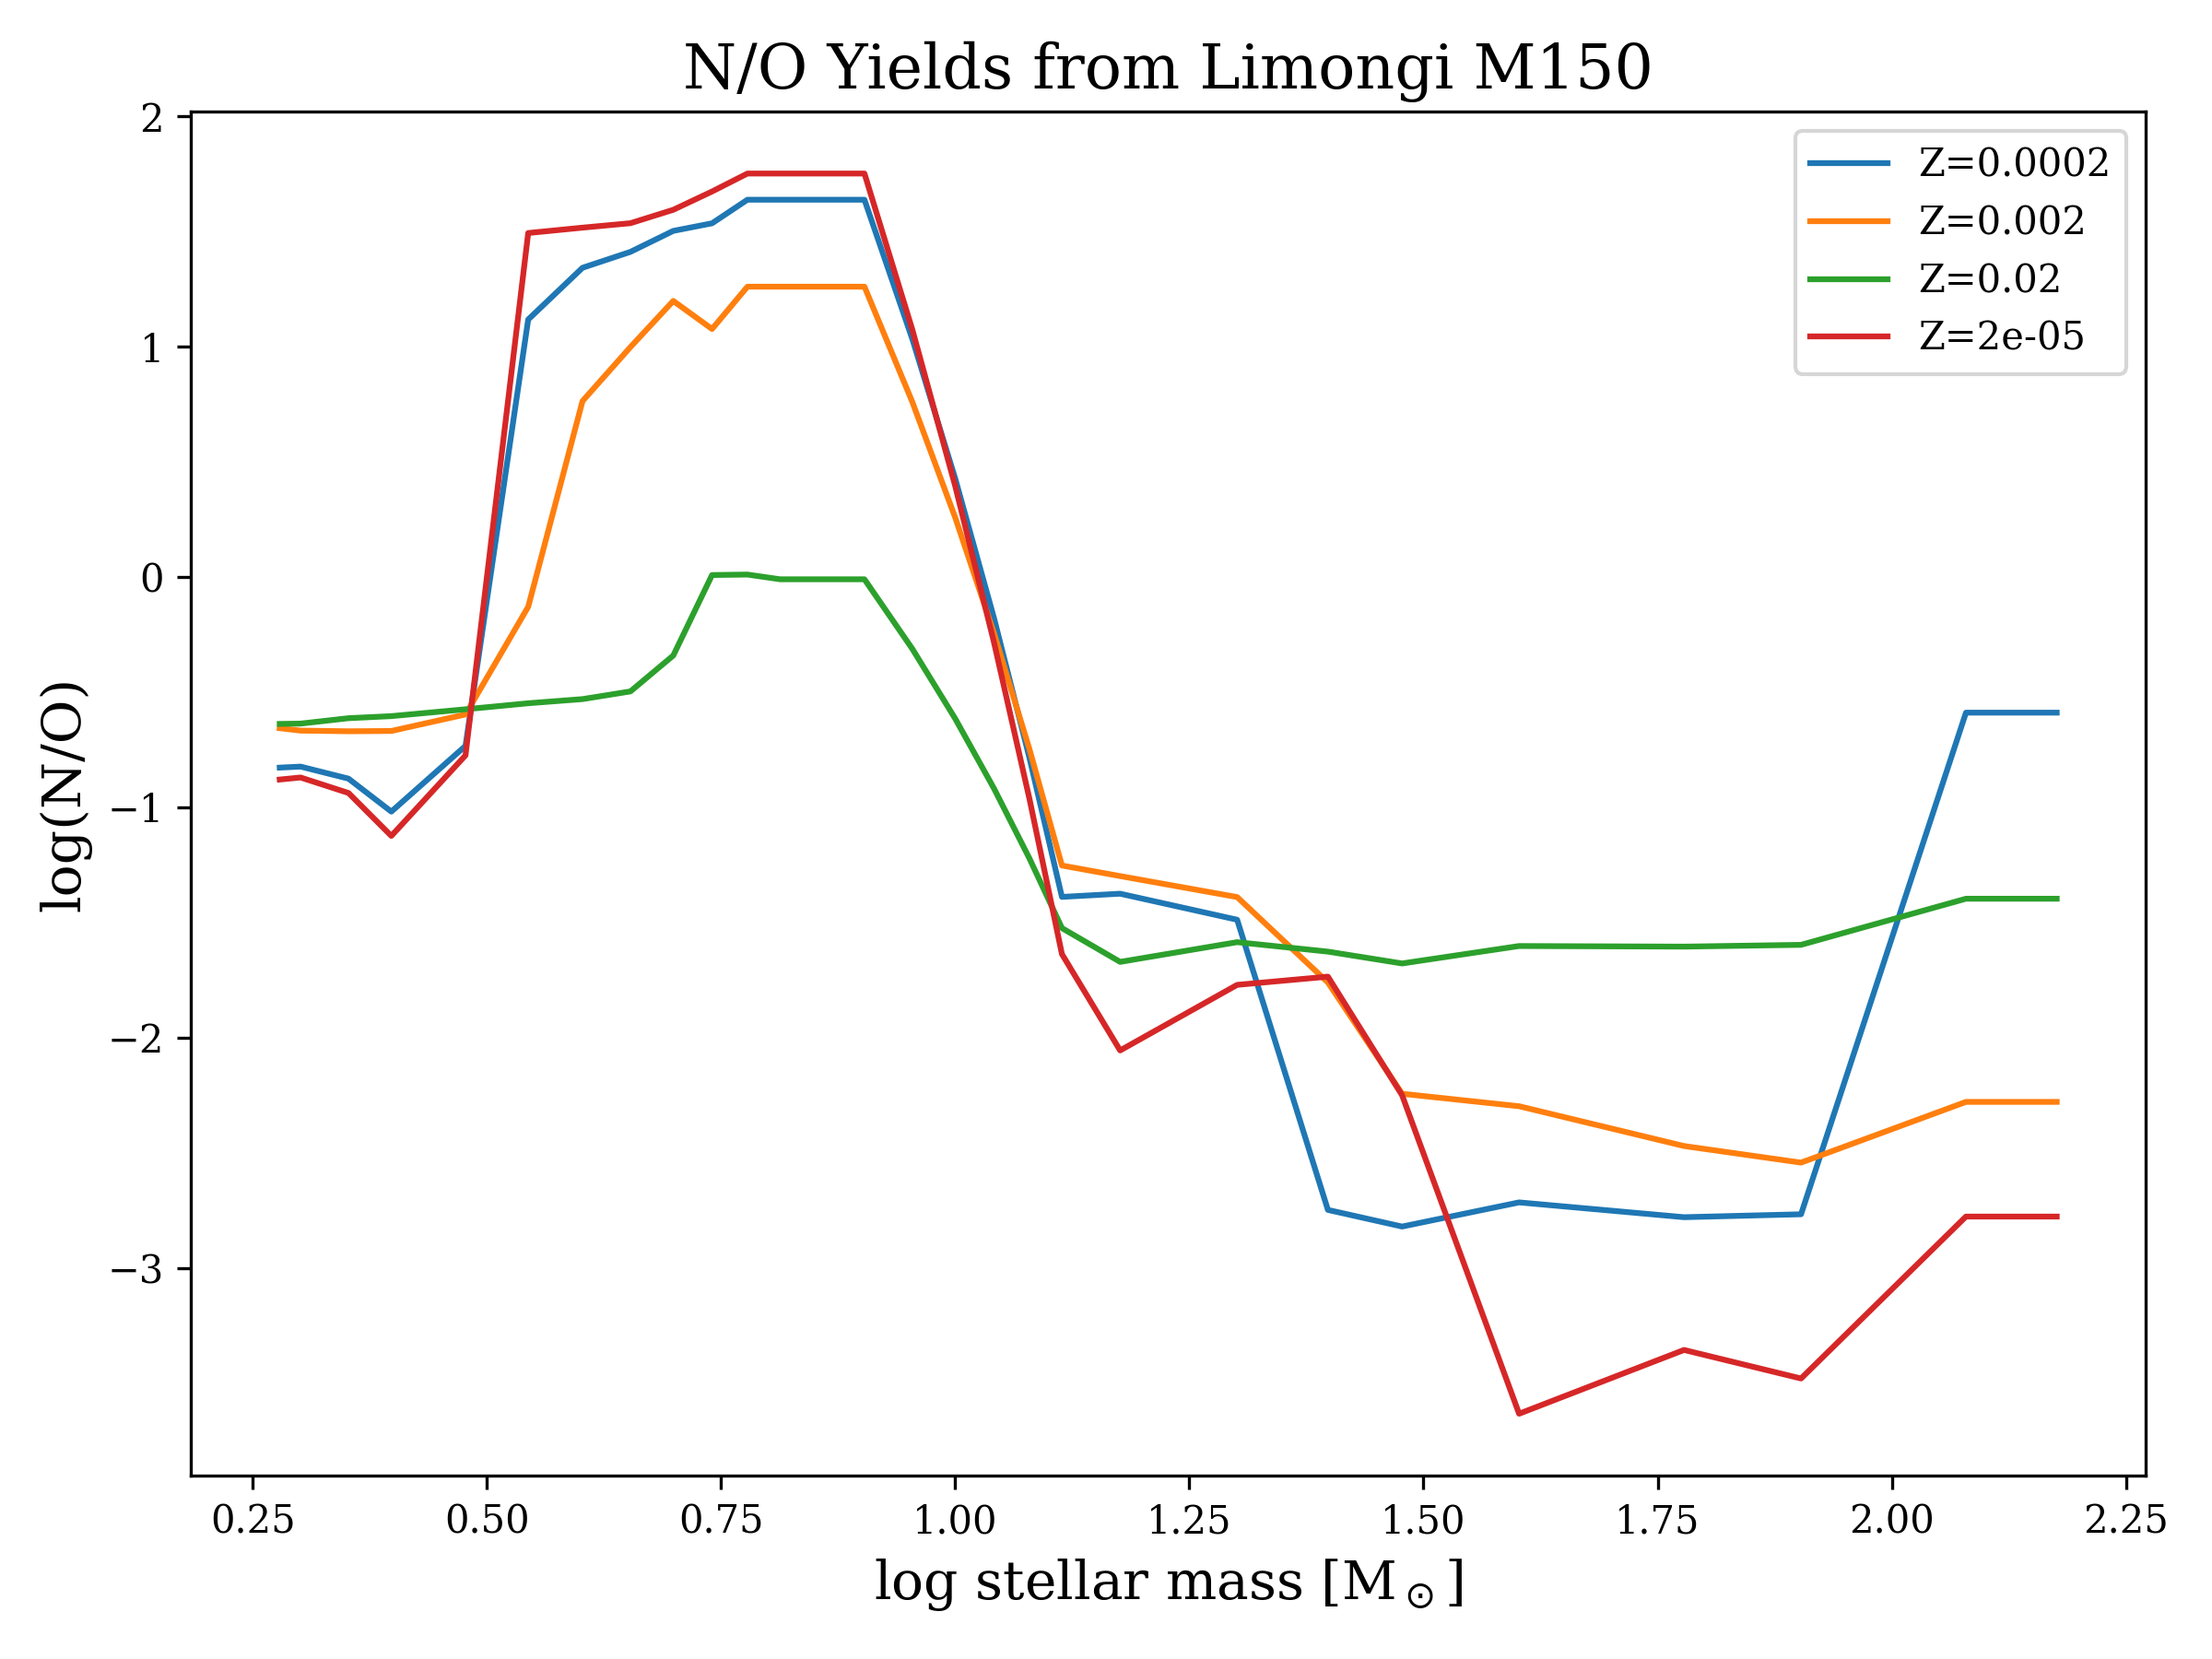 N/O Yields from Limongi M150
2
1
0
−1
−2
−3
log(N/O)
Z=0.0002
Z=0.002
Z=0.02
Z=2e-05
0.25 0.50 0.75 1.00 1.25 1.50 1.75 2.00 2.25
log stellar mass [M⊙]